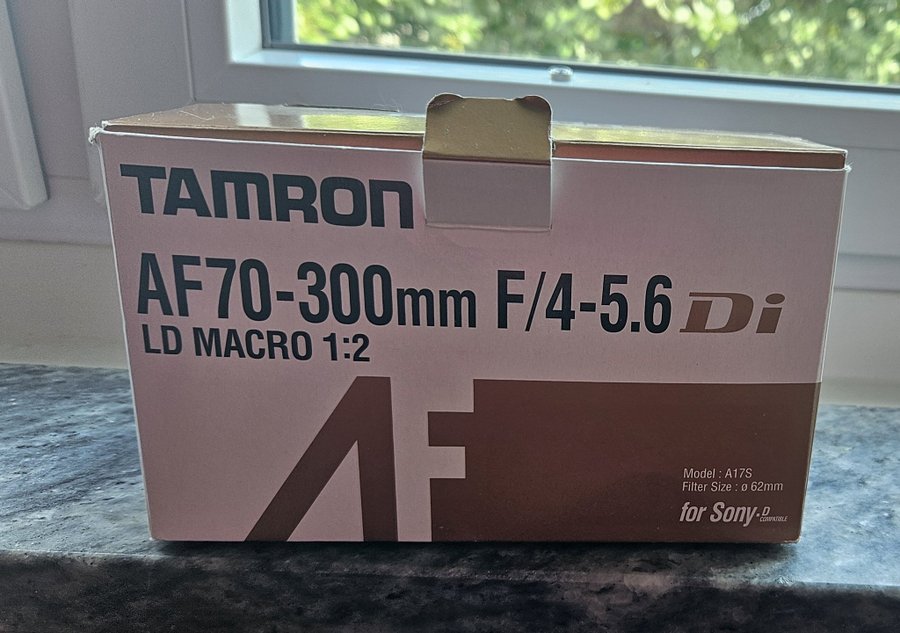 TAMRON
AF70-300mm F/4-5.6 Di
LD MACRO 1:2
AF
Model : A17S
Filter Size : ø 62mm
for Sony·D
COMPATIBLE